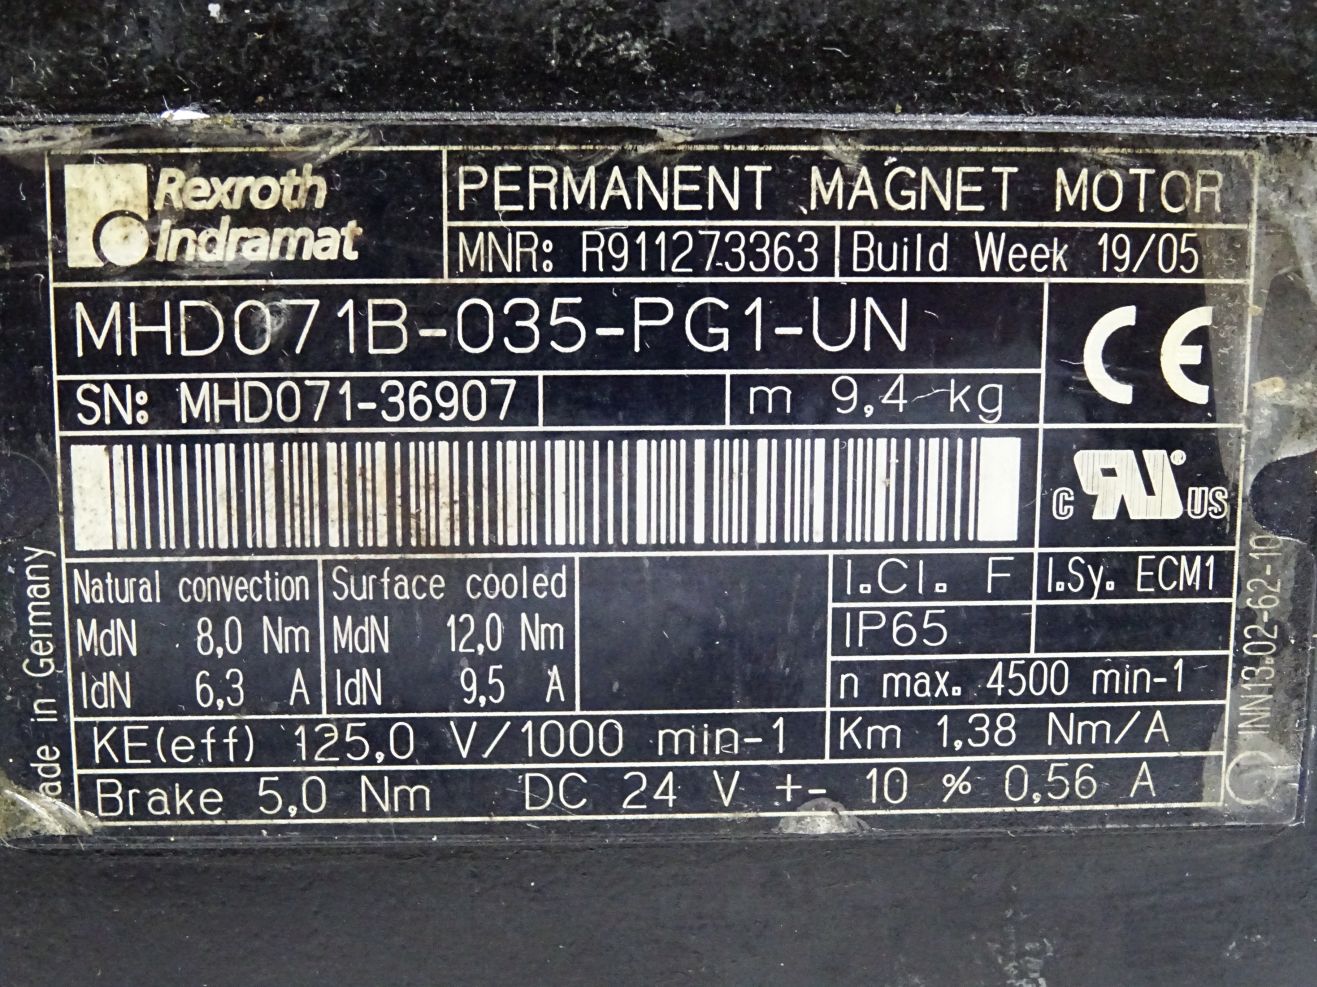 Rexroth
Indramat
PERMANENT MAGNET MOTOR
MNR: R911273363 Build Week 19/05
MHD071B-035-PG1-UN
CE
SN: MHD071-36907 m 9,4 kg
C RU ® US
Natural convection Surface cooled I.Cl. F I.Sy. ECM1
MdN 8,0 Nm MdN 12,0 Nm IP65
IdN 6,3 A IdN 9,5 A n max. 4500 min-1
KE(eff) 125,0 V/1000 min-1 Km 1,38 Nm/A
Brake 5,0 Nm DC 24 V +- 10 % 0,56 A
ade in Germany
INN13.02-62-10